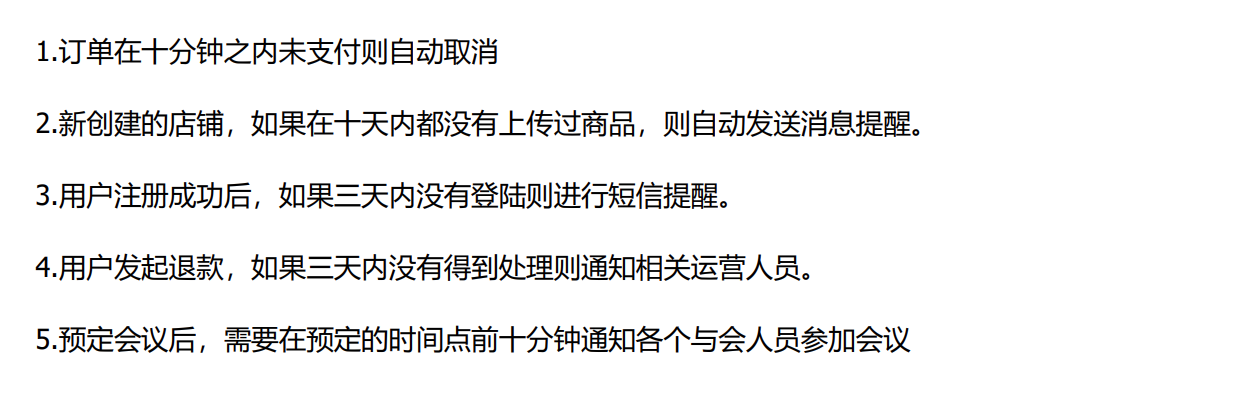 1.订单在十分钟之内未支付则自动取消
2.新创建的店铺，如果在十天内都没有上传过商品，则自动发送消息提醒。
3.用户注册成功后，如果三天内没有登陆则进行短信提醒。
4.用户发起退款，如果三天内没有得到处理则通知相关运营人员。
5.预定会议后，需要在预定的时间点前十分钟通知各个与会人员参加会议